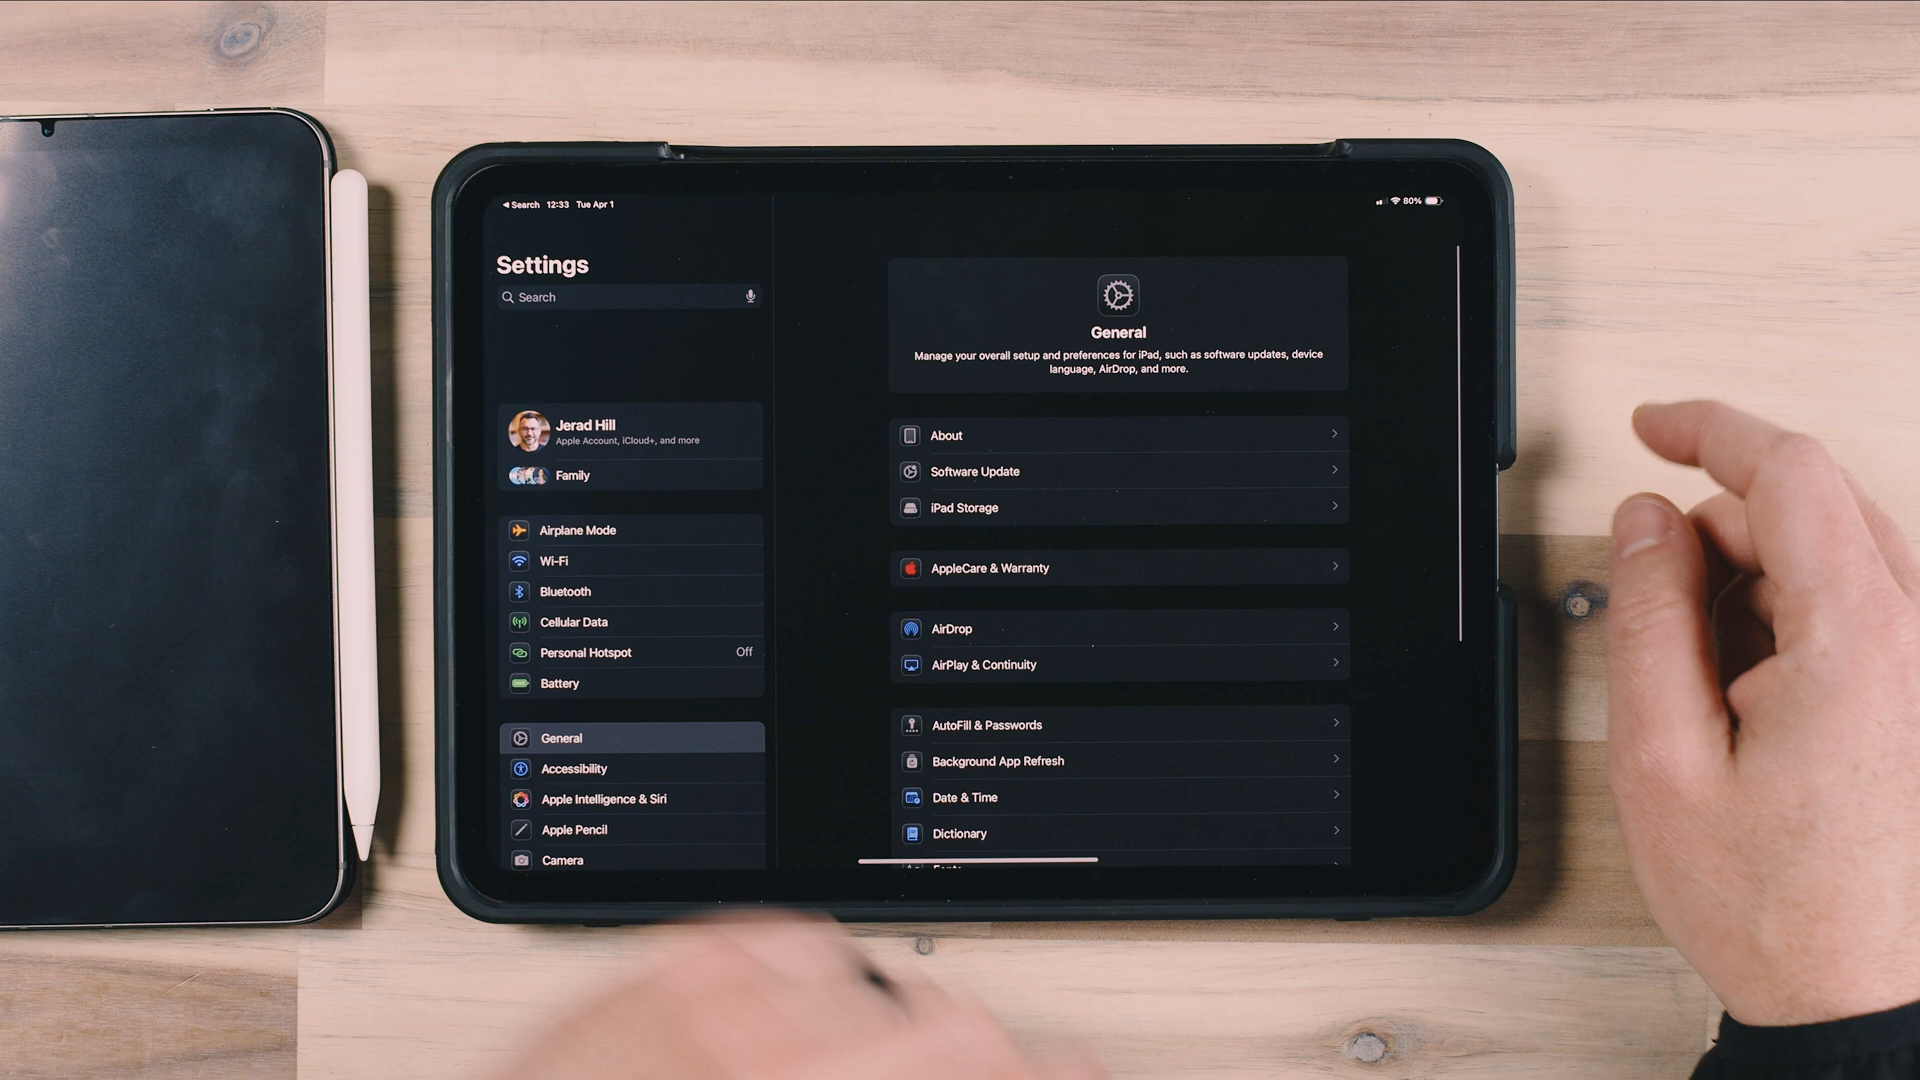 ◀ Search 12:33 Tue Apr 1
80%
Settings
Search
Jerad Hill
Apple Account, iCloud+, and more
Family
Airplane Mode
Wi-Fi
Bluetooth
Cellular Data
Personal Hotspot Off
Battery
General
Accessibility
Apple Intelligence & Siri
Apple Pencil
Camera
General
Manage your overall setup and preferences for iPad, such as software updates, device
language, AirDrop, and more.
About
Software Update
iPad Storage
AppleCare & Warranty
AirDrop
AirPlay & Continuity
AutoFill & Passwords
Background App Refresh
Date & Time
Dictionary